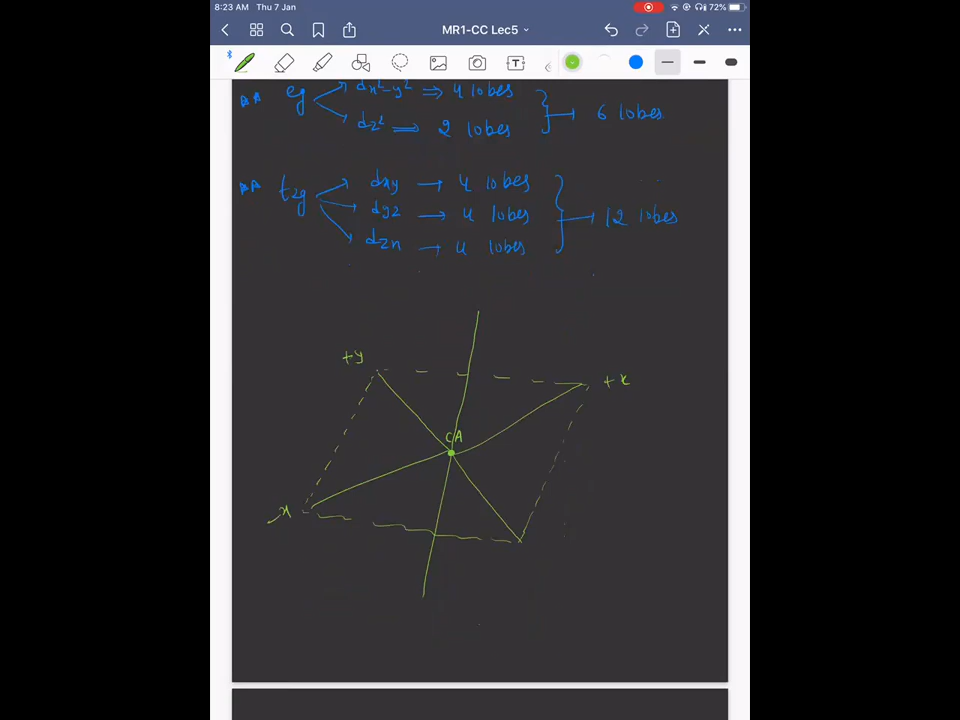 8:23 AM Thu 7 Jan 72%
MR1-CC Lec5
T
eg dx²-y² ⇒ 4 lobes
dz² ⇒ 2 lobes → 6 lobes
t2g dxy → 4 lobes
dyz → 4 lobes → 12 lobes
dzx → 4 lobes
+y
+x
CA
-x